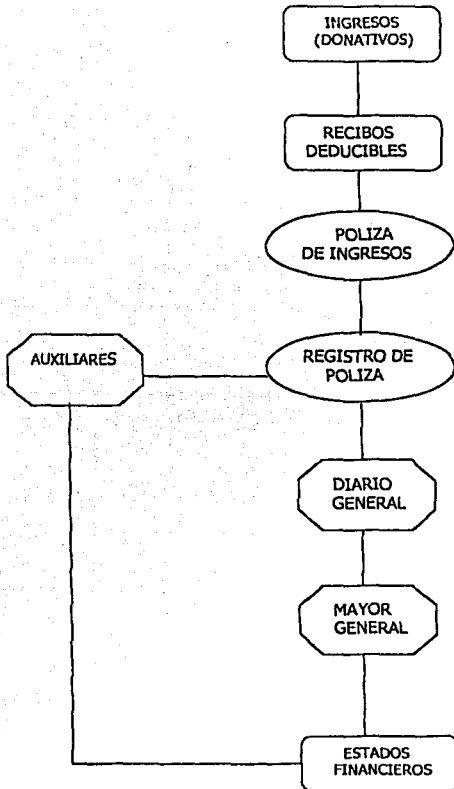 INGRESOS
(DONATIVOS)
RECIBOS
DEDUCIBLES
POLIZA
DE INGRESOS
AUXILIARES
REGISTRO DE
POLIZA
DIARIO
GENERAL
MAYOR
GENERAL
ESTADOS
FINANCIEROS